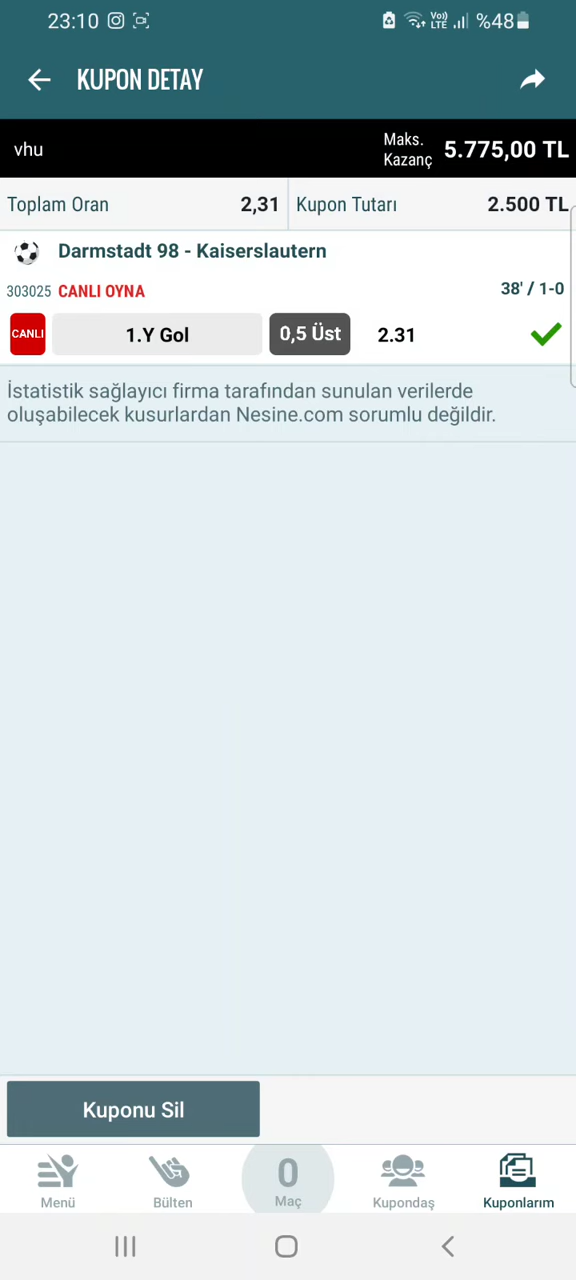 23:10 Vo) LTE %48
KUPON DETAY
vhu Maks. Kazanç 5.775,00 TL
Toplam Oran 2,31 Kupon Tutarı 2.500 TL
Darmstadt 98 - Kaiserslautern
303025 CANLI OYNA 38' / 1-0
CANLI 1.Y Gol 0,5 Üst 2.31
İstatistik sağlayıcı firma tarafından sunulan verilerde
oluşabilecek kusurlardan Nesine.com sorumlu değildir.
Kuponu Sil
0
Menü Bülten Maç Kupondaş Kuponlarım